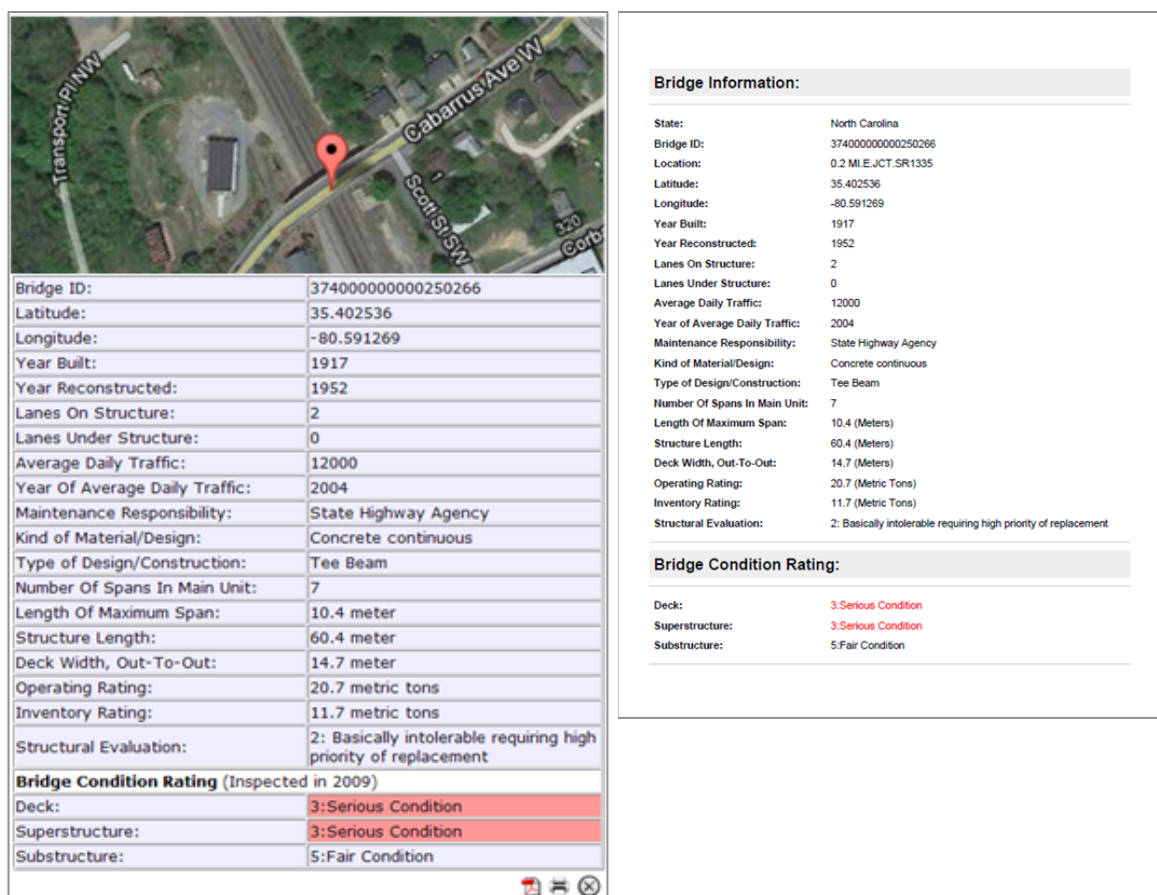 Transport Pl NW
Cabarrus Ave W
Scott St SW
1
320
Corb
Bridge ID: 374000000000250266
Latitude: 35.402536
Longitude: -80.591269
Year Built: 1917
Year Reconstructed: 1952
Lanes On Structure: 2
Lanes Under Structure: 0
Average Daily Traffic: 12000
Year Of Average Daily Traffic: 2004
Maintenance Responsibility: State Highway Agency
Kind of Material/Design: Concrete continuous
Type of Design/Construction: Tee Beam
Number Of Spans In Main Unit: 7
Length Of Maximum Span: 10.4 meter
Structure Length: 60.4 meter
Deck Width, Out-To-Out: 14.7 meter
Operating Rating: 20.7 metric tons
Inventory Rating: 11.7 metric tons
Structural Evaluation: 2: Basically intolerable requiring high
priority of replacement
Bridge Condition Rating (Inspected in 2009)
Deck: 3:Serious Condition
Superstructure: 3:Serious Condition
Substructure: 5:Fair Condition
Bridge Information:
State: North Carolina
Bridge ID: 374000000000250266
Location: 0.2 MI.E.JCT.SR1335
Latitude: 35.402536
Longitude: -80.591269
Year Built: 1917
Year Reconstructed: 1952
Lanes On Structure: 2
Lanes Under Structure: 0
Average Daily Traffic: 12000
Year of Average Daily Traffic: 2004
Maintenance Responsibility: State Highway Agency
Kind of Material/Design: Concrete continuous
Type of Design/Construction: Tee Beam
Number Of Spans In Main Unit: 7
Length Of Maximum Span: 10.4 (Meters)
Structure Length: 60.4 (Meters)
Deck Width, Out-To-Out: 14.7 (Meters)
Operating Rating: 20.7 (Metric Tons)
Inventory Rating: 11.7 (Metric Tons)
Structural Evaluation: 2: Basically intolerable requiring high priority of replacement
Bridge Condition Rating:
Deck: 3:Serious Condition
Superstructure: 3:Serious Condition
Substructure: 5:Fair Condition